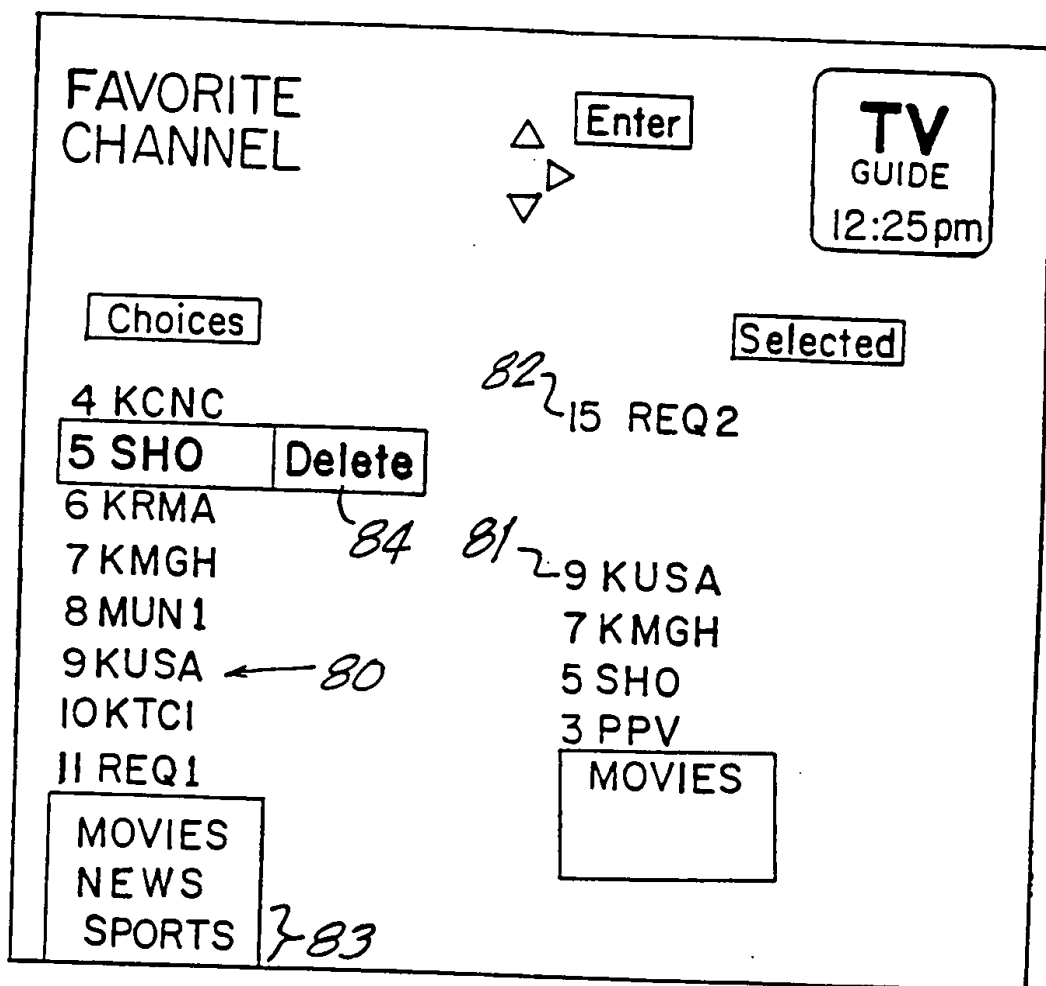 FAVORITE
CHANNEL
Enter
TV
GUIDE
12:25pm
Choices
Selected
4 KCNC
5 SHO Delete
6 KRMA
7 KMGH
8 MUN1
9 KUSA
10 KTCI
11 REQ1
MOVIES
NEWS
SPORTS
84
80
83
82
15 REQ2
81
9 KUSA
7 KMGH
5 SHO
3 PPV
MOVIES